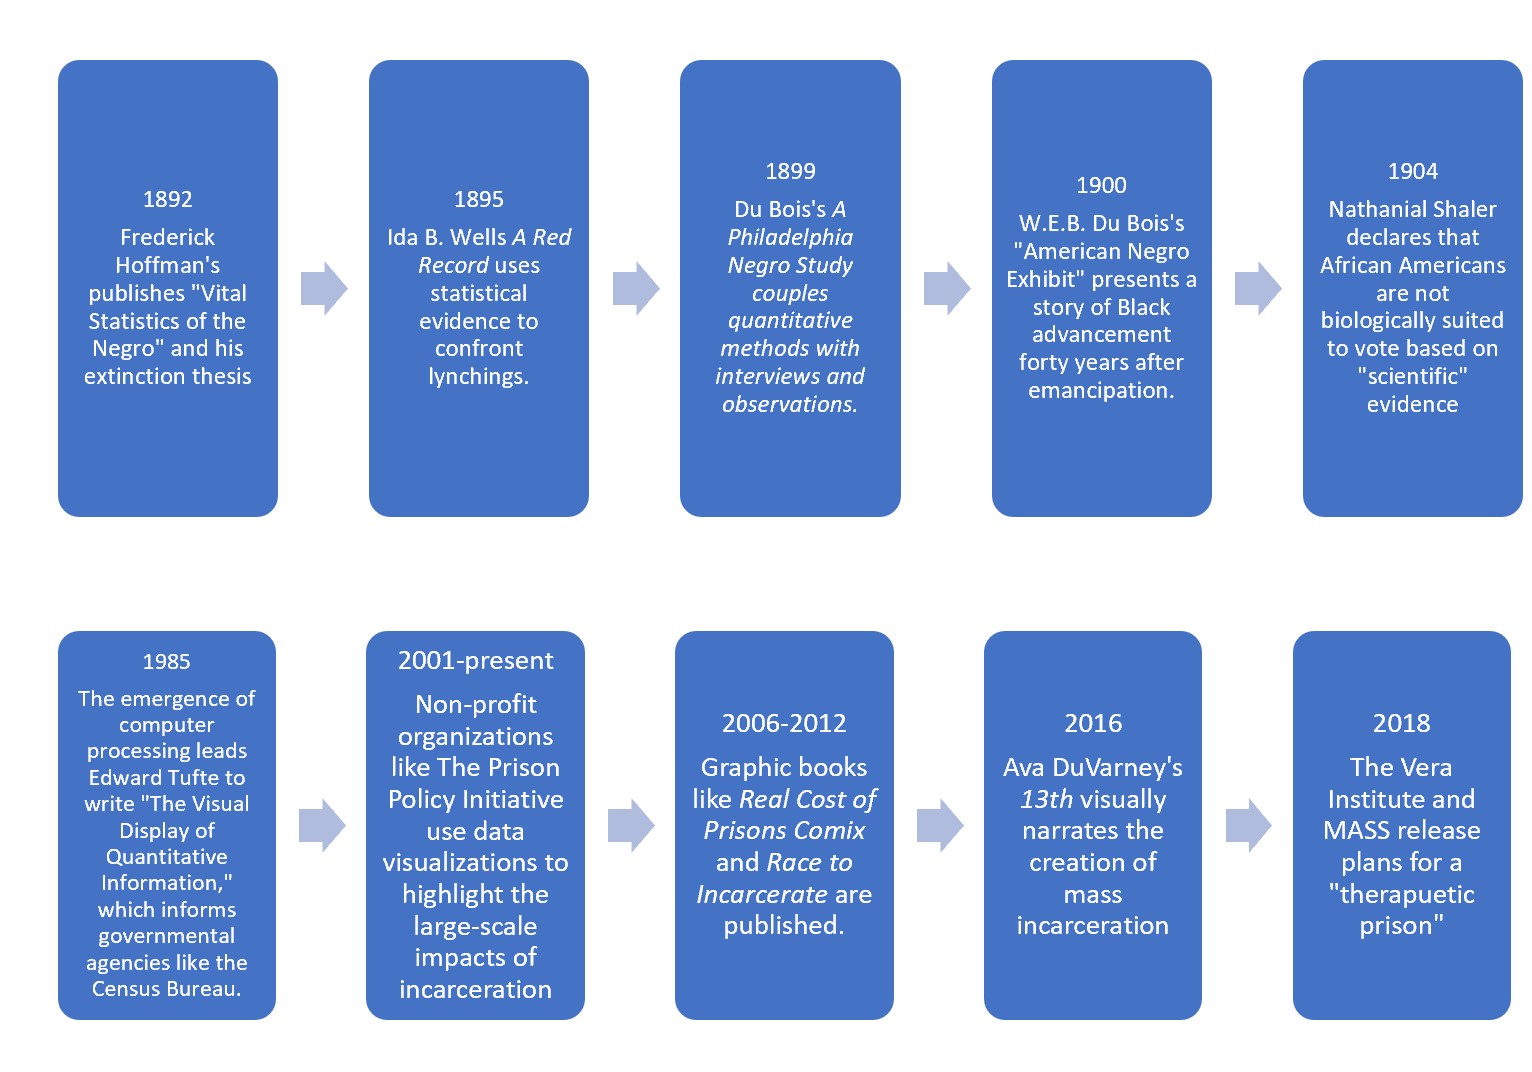 1892
Frederick
Hoffman's
publishes "Vital
Statistics of the
Negro" and his
extinction thesis
1895
Ida B. Wells A Red
Record uses
statistical
evidence to
confront
lynchings.
1899
Du Bois's A
Philadelphia
Negro Study
couples
quantitative
methods with
interviews and
observations.
1900
W.E.B. Du Bois's
"American Negro
Exhibit" presents a
story of Black
advancement
forty years after
emancipation.
1904
Nathanial Shaler
declares that
African Americans
are not
biologically suited
to vote based on
"scientific"
evidence
1985
The emergence of
computer
processing leads
Edward Tufte to
write "The Visual
Display of
Quantitative
Information,"
which informs
governmental
agencies like the
Census Bureau.
2001-present
Non-profit
organizations
like The Prison
Policy Initiative
use data
visualizations to
highlight the
large-scale
impacts of
incarceration
2006-2012
Graphic books
like Real Cost of
Prisons Comix
and Race to
Incarcerate are
published.
2016
Ava DuVarney's
13th visually
narrates the
creation of
mass
incarceration
2018
The Vera
Institute and
MASS release
plans for a
"therapuetic
prison"